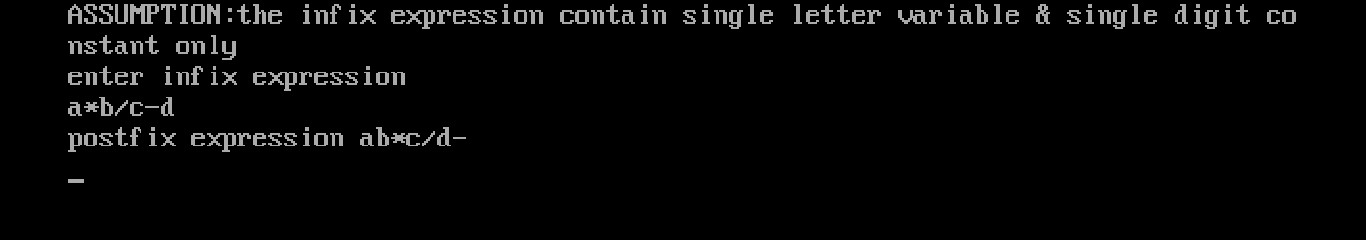 ASSUMPTION:the infix expression contain single letter variable & single digit co
nstant only
enter infix expression
a*b/c-d
postfix expression ab*c/d-
_